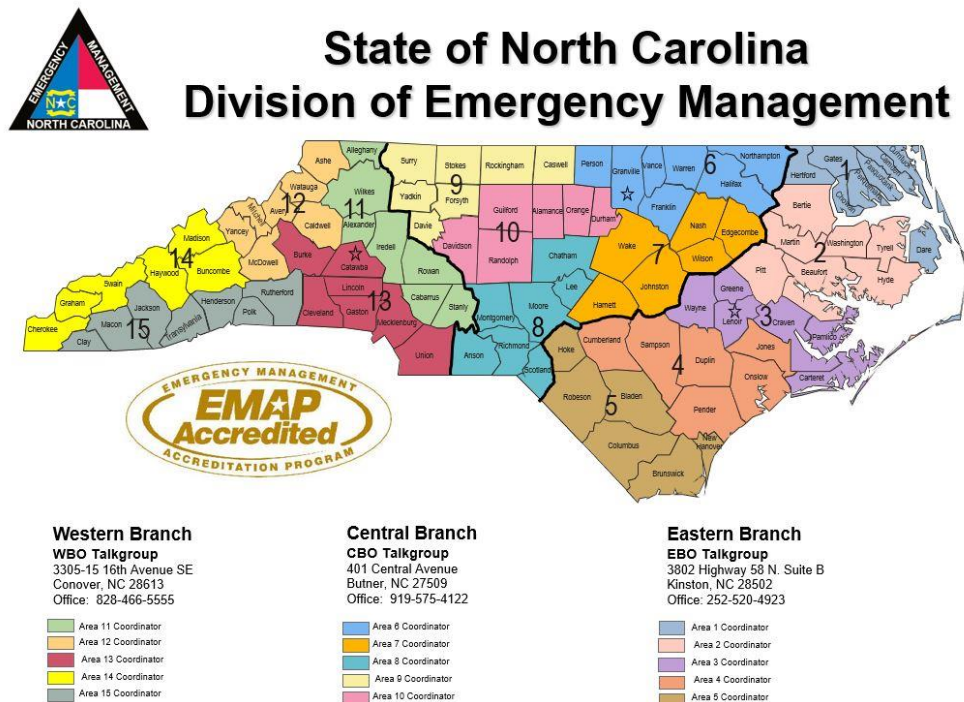 State of North Carolina
Division of Emergency Management
EMERGENCY
MANAGEMENT
N C
NORTH CAROLINA
Alleghany
Ashe
Surry
Stokes
Rockingham
Caswell
Person
Granville
Vance
Warren
6
Northampton
Hertford
Gates
1
Currituck
Camden
Pasquotank
Perquimans
Chowan
Watauga
Wilkes
Yadkin
9
Forsyth
Halifax
Franklin
Avery
12
Mitchell
Caldwell
11
Alexander
Davie
Guilford
Alamance
Orange
Durham
Bertie
Nash
Edgecombe
Yancey
Madison
McDowell
Burke
Iredell
Davidson
10
Randolph
Wake
7
Wilson
Martin
Washington
Tyrell
Dare
2
Beaufort
Hyde
14
Buncombe
Haywood
Catawba
Rowan
Chatham
Johnston
Pitt
Swain
Graham
Cherokee
Jackson
Henderson
Rutherford
Polk
Transylvania
Macon
15
Clay
Lincoln
13
Cleveland
Gaston
Mecklenburg
Union
Cabarrus
Stanly
Montgomery
Moore
Lee
8
Harnett
Wayne
Greene
Lenoir
3
Craven
Pamlico
Jones
Carteret
Anson
Richmond
Scotland
Hoke
Cumberland
Sampson
4
Duplin
Onslow
Robeson
5
Bladen
Pender
Columbus
New
Hanover
Brunswick
EMERGENCY MANAGEMENT
EMAP
Accredited
ACCREDITATION PROGRAM
Western Branch
WBO Talkgroup
3305-15 16th Avenue SE
Conover, NC 28613
Office: 828-466-5555
Area 11 Coordinator
Area 12 Coordinator
Area 13 Coordinator
Area 14 Coordinator
Area 15 Coordinator
Central Branch
CBO Talkgroup
401 Central Avenue
Butner, NC 27509
Office: 919-575-4122
Area 6 Coordinator
Area 7 Coordinator
Area 8 Coordinator
Area 9 Coordinator
Area 10 Coordinator
Eastern Branch
EBO Talkgroup
3802 Highway 58 N. Suite B
Kinston, NC 28502
Office: 252-520-4923
Area 1 Coordinator
Area 2 Coordinator
Area 3 Coordinator
Area 4 Coordinator
Area 5 Coordinator